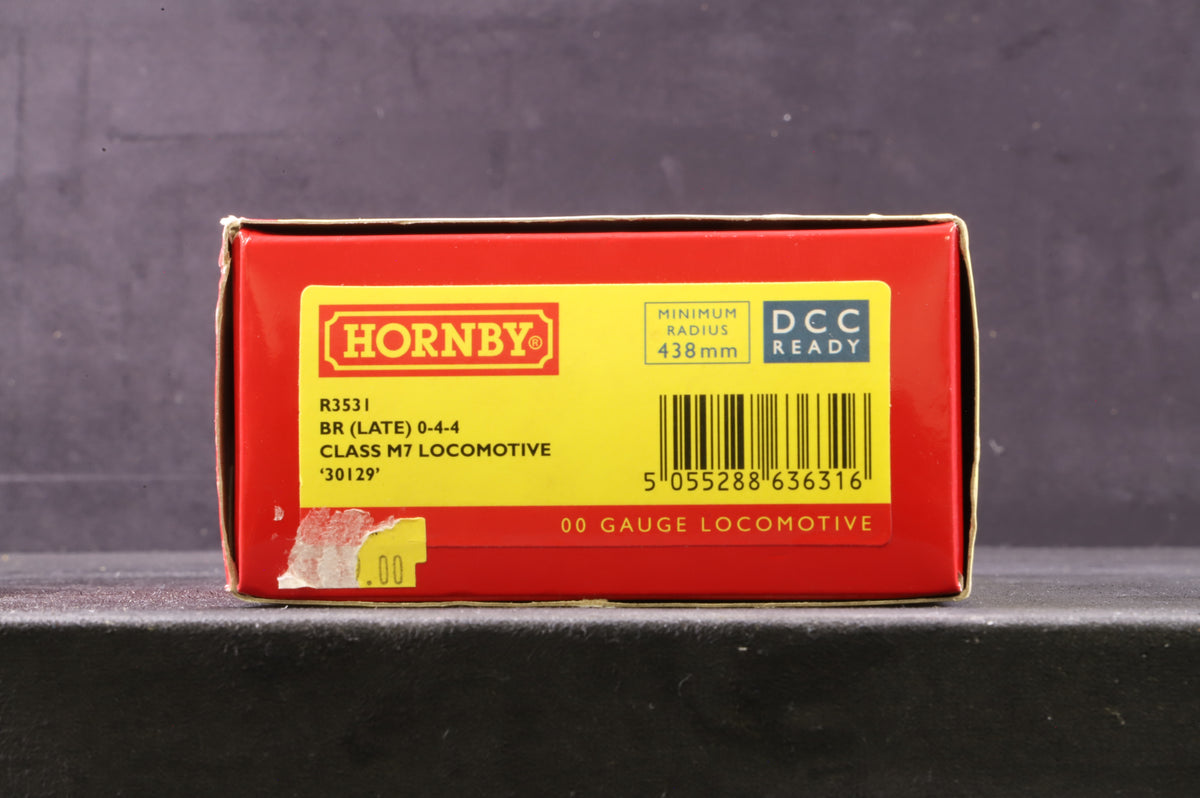 HORNBY®
MINIMUM
RADIUS
438mm
DCC
READY
R3531
BR (LATE) 0-4-4
CLASS M7 LOCOMOTIVE
‘30129’
5 055288 636316
00 GAUGE LOCOMOTIVE
.00